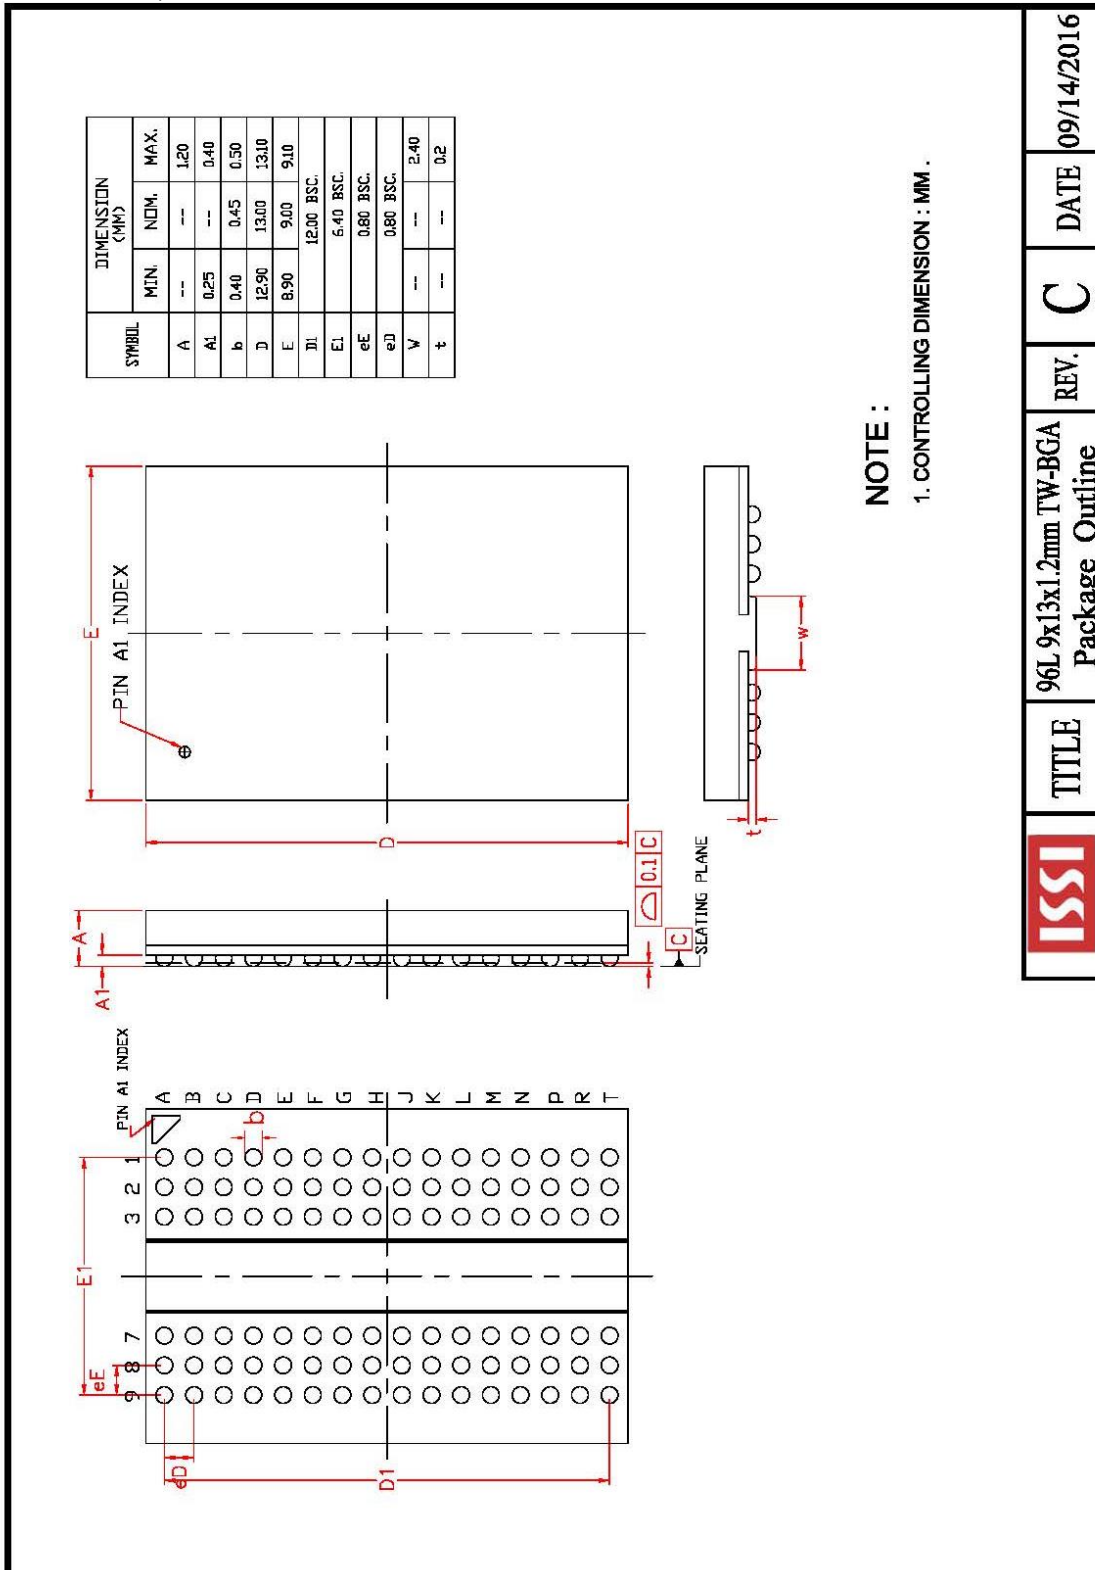 SYMBOL DIMENSION (MM)
MIN. NOM. MAX.
A -- -- 1.20
A1 0.25 -- 0.40
b 0.40 0.45 0.50
D 12.90 13.00 13.10
E 8.90 9.00 9.10
D1 12.00 BSC.
E1 6.40 BSC.
eE 0.80 BSC.
eD 0.80 BSC.
W -- -- 2.40
t -- -- 0.2
E
PIN A1 INDEX
D
A
A1
0.1 C
C
SEATING PLANE
t
w
PIN A1 INDEX
E1
eE
9 8 7 3 2 1
A
B
C
D
E
F
G
H
J
K
L
M
N
P
R
T
b
eD
D1
NOTE :
1. CONTROLLING DIMENSION : MM .
ISSI
TITLE
96L 9x13x1.2mm TW-BGA
Package Outline
REV.
C
DATE
09/14/2016